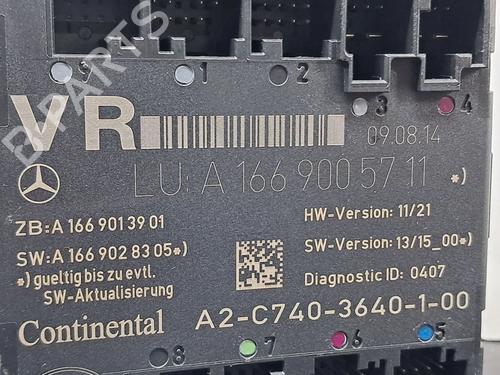 9 1 2 3 4
VR 09.08.14
LU: A 166 900 57 11 *)
ZB: A 166 901 39 01
SW: A 166 902 83 05 *)
*) gueltig bis zu evtl.
SW-Aktualisierung
HW-Version: 11/21
SW-Version: 13/15_00*)
Diagnostic ID: 0407
Continental A2-C740-3640-1-00
8 7 6 5
B-PARTS